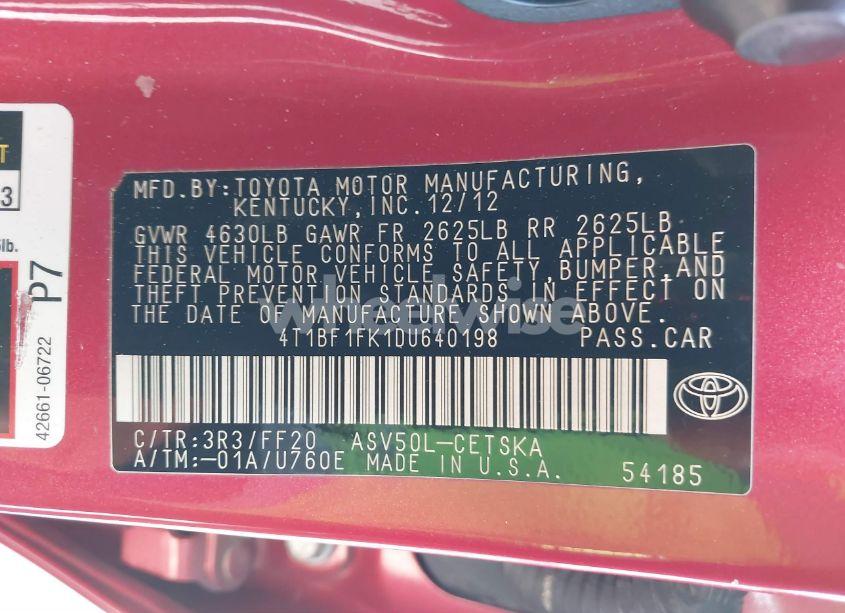 T
3
lb.
P7
42661-06722
MFD.BY:TOYOTA MOTOR MANUFACTURING,
KENTUCKY,INC.12/12
GVWR 4630LB GAWR FR 2625LB RR 2625LB
THIS VEHICLE CONFORMS TO ALL APPLICABLE
FEDERAL MOTOR VEHICLE SAFETY,BUMPER,AND
THEFT PREVENTION STANDARDS IN EFFECT ON
THE DATE OF MANUFACTURE SHOWN ABOVE.
4T1BF1FK1DU640198 PASS.CAR
C/TR:3R3/FF20 ASV50L-CETSKA
A/TM:-01A/U760E MADE IN U.S.A. 54185
wheelwise